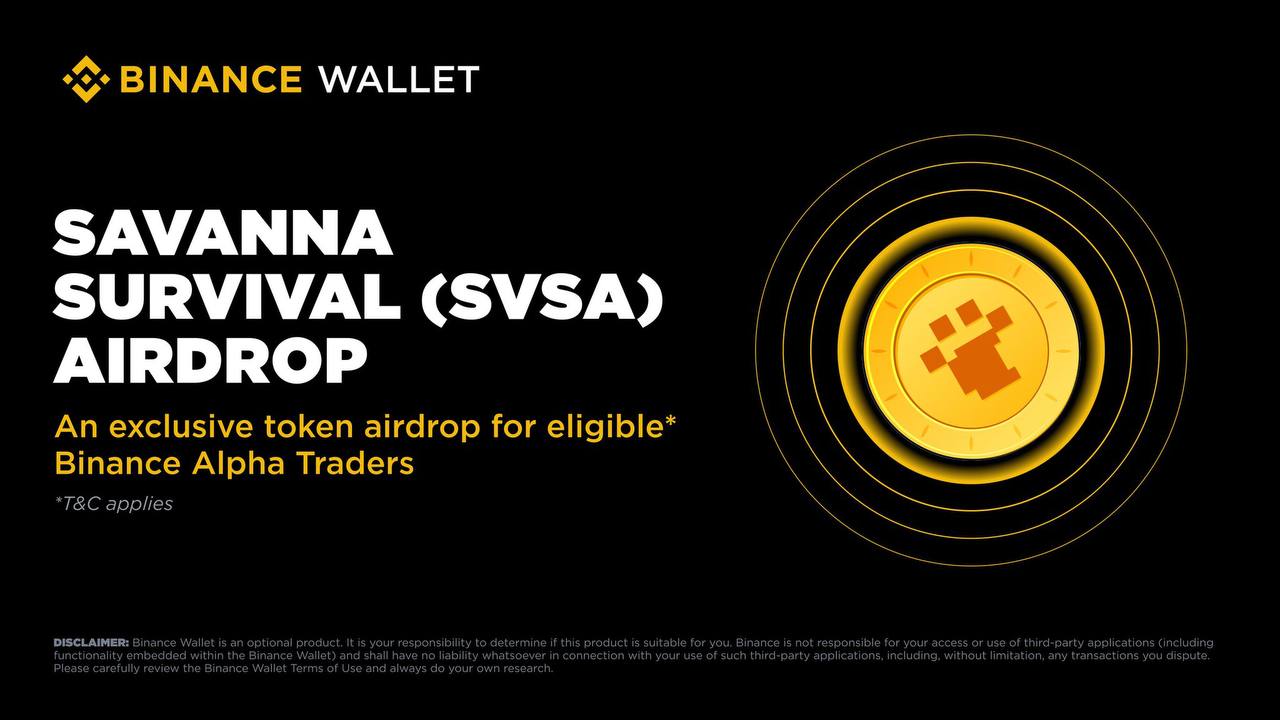 BINANCE WALLET
SAVANNA
SURVIVAL (SVSA)
AIRDROP
An exclusive token airdrop for eligible*
Binance Alpha Traders
*T&C applies
DISCLAIMER: Binance Wallet is an optional product. It is your responsibility to determine if this product is suitable for you. Binance is not responsible for your access or use of third-party applications (including
functionality embedded within the Binance Wallet) and shall have no liability whatsoever in connection with your use of such third-party applications, including, without limitation, any transactions you dispute.
Please carefully review the Binance Wallet Terms of Use and always do your own research.